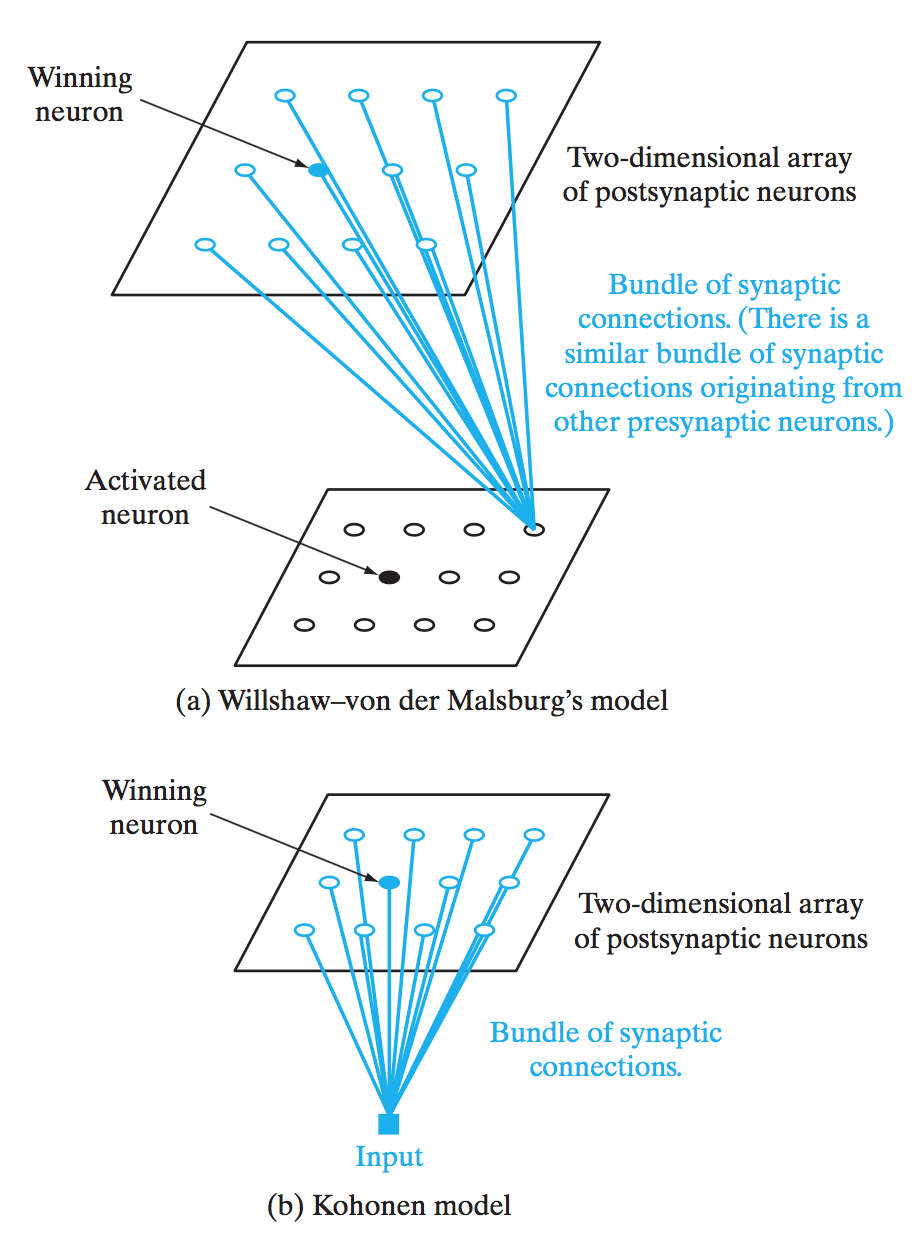 Winning
neuron
Two-dimensional array
of postsynaptic neurons
Bundle of synaptic
connections. (There is a
similar bundle of synaptic
connections originating from
other presynaptic neurons.)
Activated
neuron
(a) Willshaw–von der Malsburg's model
Winning
neuron
Two-dimensional array
of postsynaptic neurons
Bundle of synaptic
connections.
Input
(b) Kohonen model